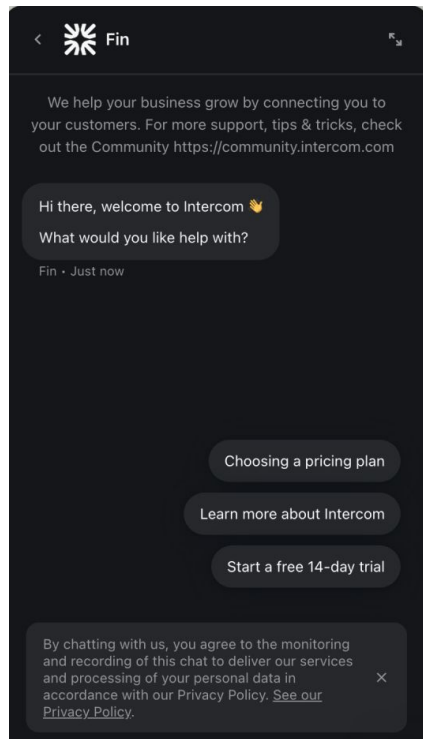 Fin
We help your business grow by connecting you to
your customers. For more support, tips & tricks, check
out the Community https://community.intercom.com
Hi there, welcome to Intercom 👋
What would you like help with?
Fin • Just now
Choosing a pricing plan
Learn more about Intercom
Start a free 14-day trial
By chatting with us, you agree to the monitoring
and recording of this chat to deliver our services
and processing of your personal data in
accordance with our Privacy Policy. See our
Privacy Policy.